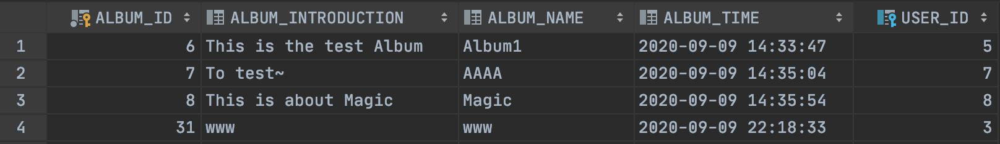 ALBUM_ID ALBUM_INTRODUCTION ALBUM_NAME ALBUM_TIME USER_ID
1 6 This is the test Album Album1 2020-09-09 14:33:47 5
2 7 To test~ AAAA 2020-09-09 14:35:04 7
3 8 This is about Magic Magic 2020-09-09 14:35:54 8
4 31 www www 2020-09-09 22:18:33 3